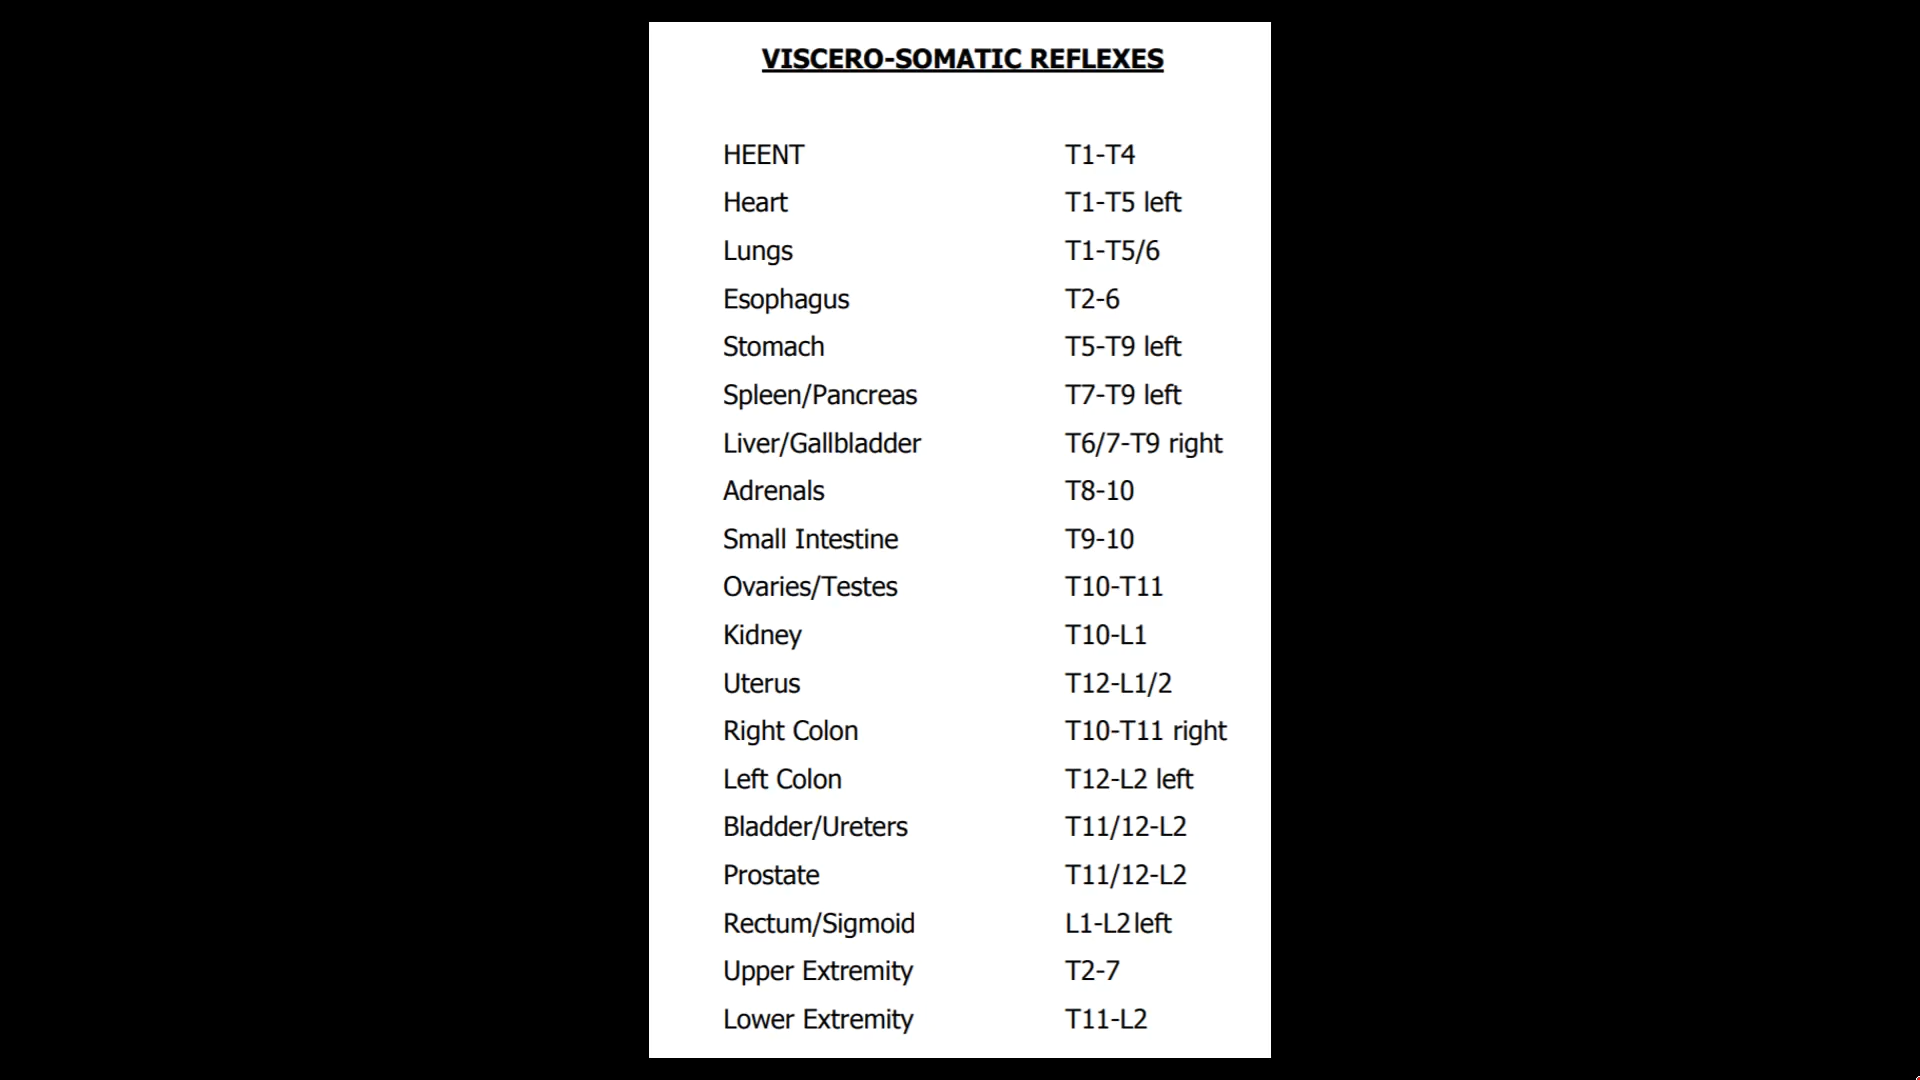 VISCERO-SOMATIC REFLEXES
HEENT T1-T4
Heart T1-T5 left
Lungs T1-T5/6
Esophagus T2-6
Stomach T5-T9 left
Spleen/Pancreas T7-T9 left
Liver/Gallbladder T6/7-T9 right
Adrenals T8-10
Small Intestine T9-10
Ovaries/Testes T10-T11
Kidney T10-L1
Uterus T12-L1/2
Right Colon T10-T11 right
Left Colon T12-L2 left
Bladder/Ureters T11/12-L2
Prostate T11/12-L2
Rectum/Sigmoid L1-L2 left
Upper Extremity T2-7
Lower Extremity T11-L2